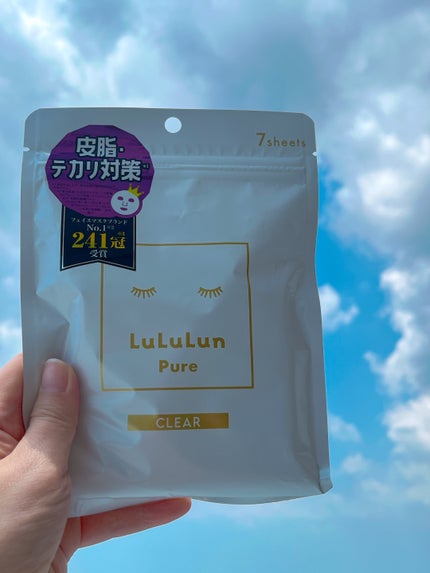 7sheets
皮脂・
テカリ対策
フェイスマスクブランド
No.1
241冠
受賞
LuLuLun
Pure
CLEAR